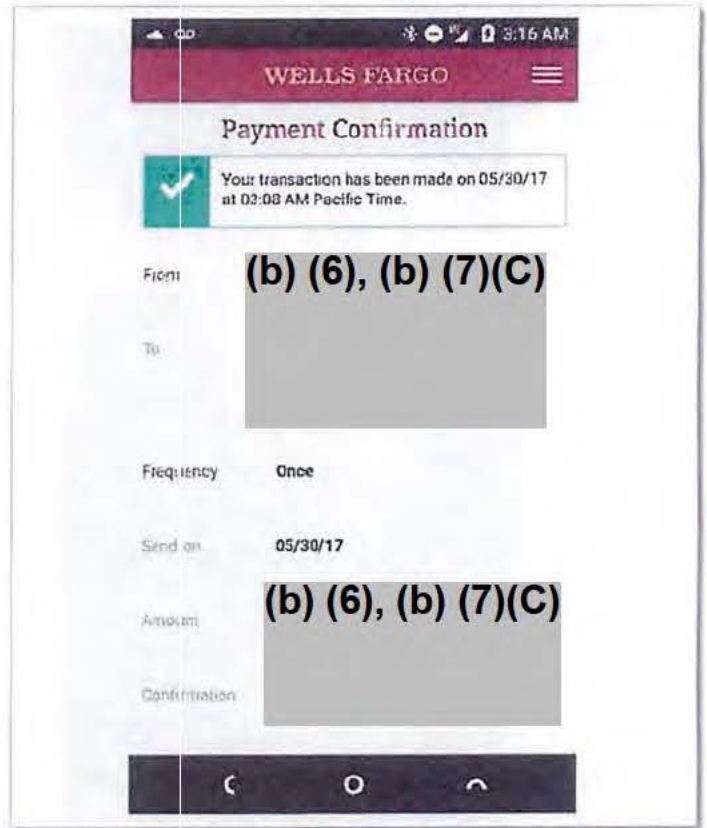 3:16 AM
WELLS FARGO
Payment Confirmation
Your transaction has been made on 05/30/17
at 03:08 AM Pacific Time.
From
(b) (6), (b) (7)(C)
To
Frequency
Once
Send on
05/30/17
(b) (6), (b) (7)(C)
Amount
Confirmation